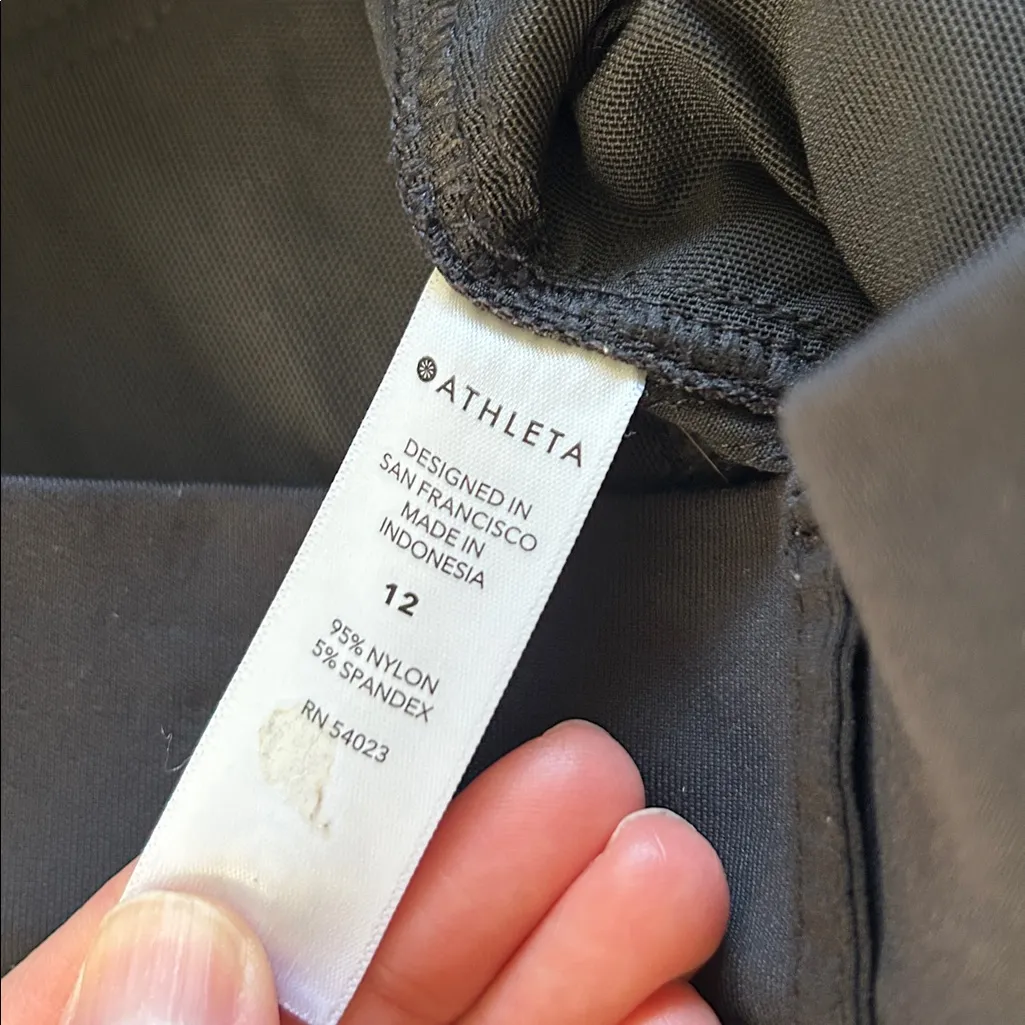 ATHLETA
DESIGNED IN
SAN FRANCISCO
MADE IN
INDONESIA
12
95% NYLON
5% SPANDEX
RN 54023